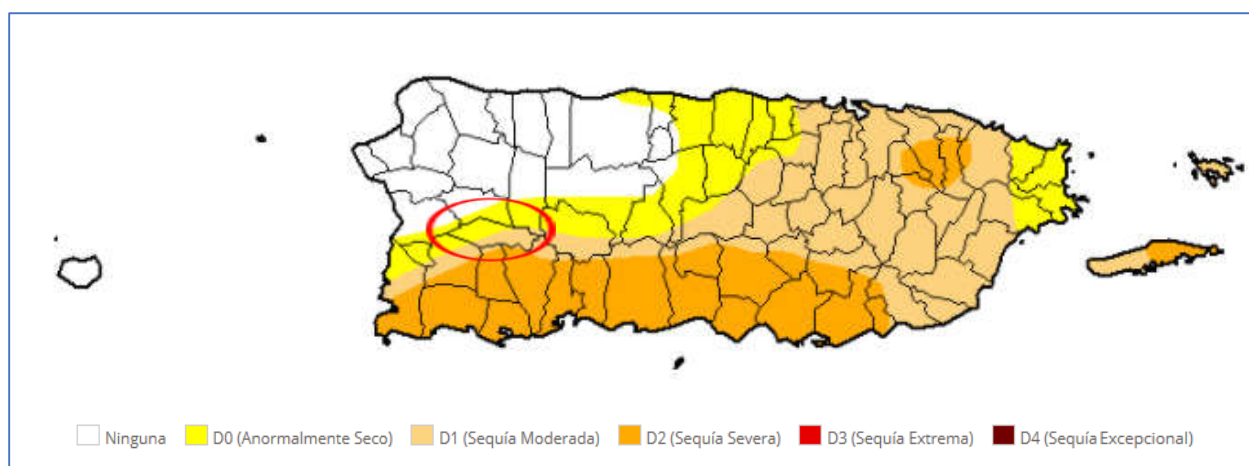 Ninguna D0 (Anormalmente Seco) D1 (Sequía Moderada) D2 (Sequía Severa) D3 (Sequía Extrema) D4 (Sequía Excepcional)